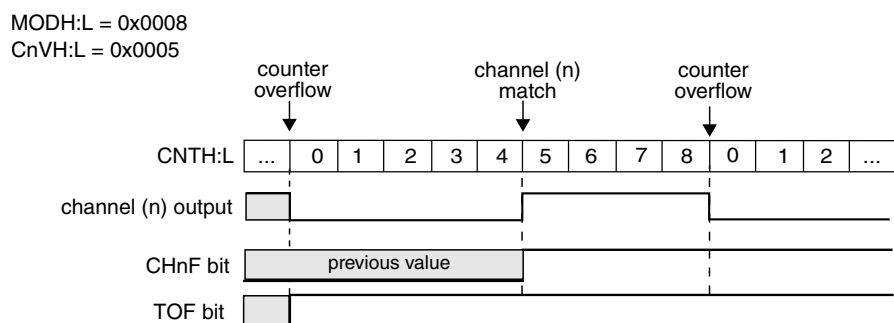 MODH:L = 0x0008
CnVH:L = 0x0005
counter overflow
channel (n) match
counter overflow
CNTH:L ... 0 1 2 3 4 5 6 7 8 0 1 2 ...
channel (n) output
CHnF bit previous value
TOF bit